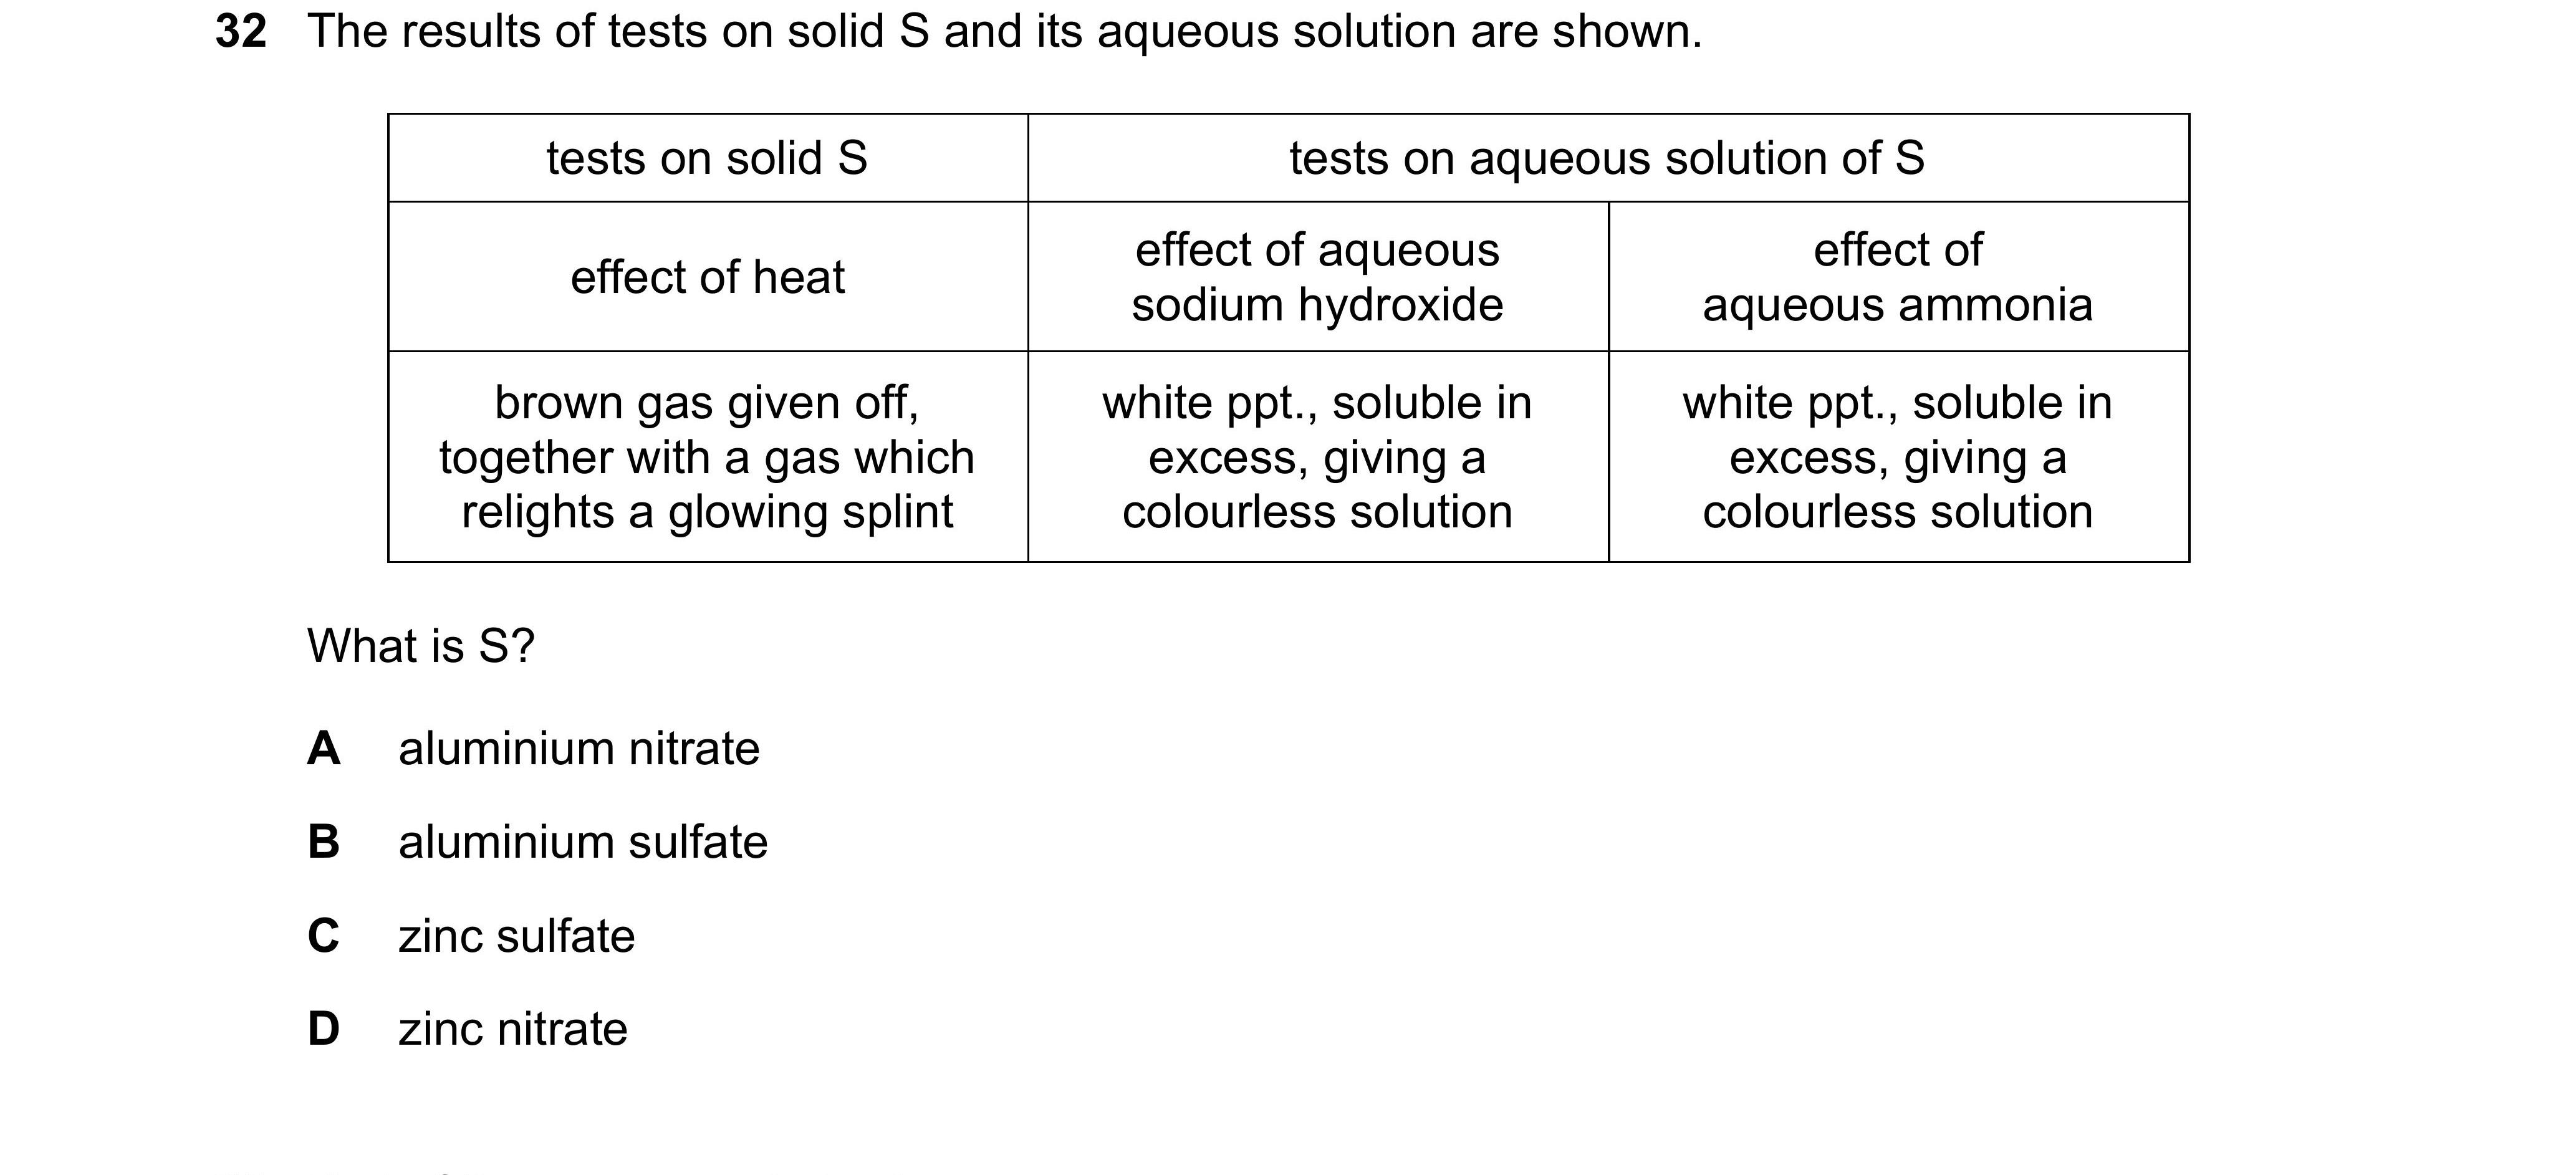 32 The results of tests on solid S and its aqueous solution are shown.
tests on solid S
tests on aqueous solution of S
effect of heat
effect of aqueous
sodium hydroxide
effect of
aqueous ammonia
brown gas given off,
together with a gas which
relights a glowing splint
white ppt., soluble in
excess, giving a
colourless solution
white ppt., soluble in
excess, giving a
colourless solution
What is S?
A aluminium nitrate
B aluminium sulfate
C zinc sulfate
D zinc nitrate